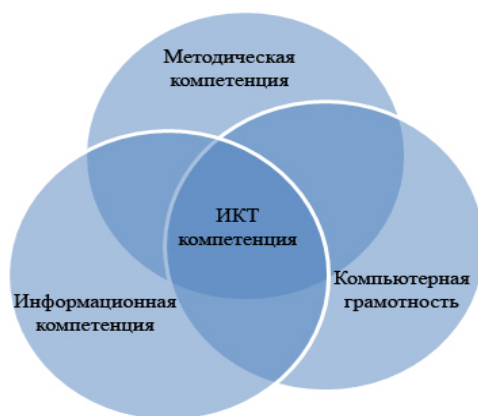 Методическая
компетенция
ИКТ
компетенция
Информационная
компетенция
Компьютерная
грамотность